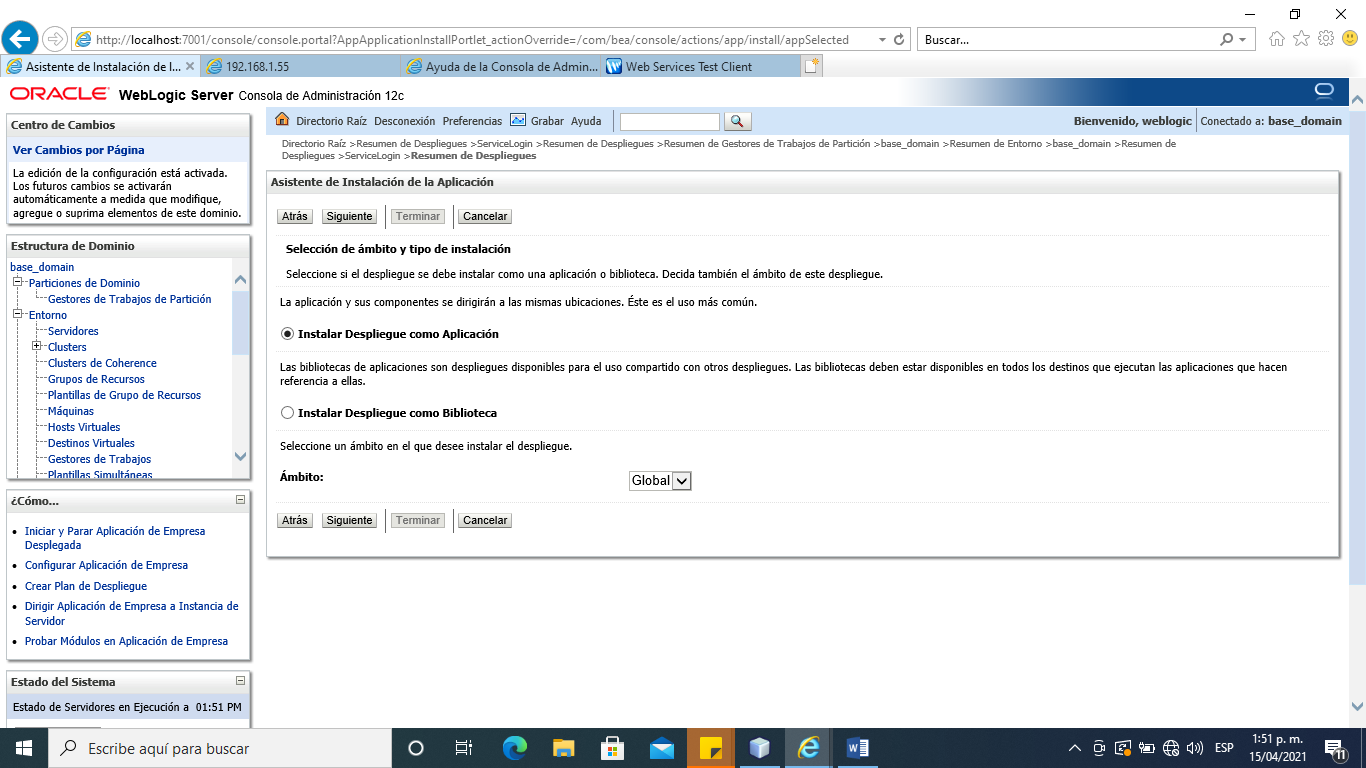 http://localhost:7001/console/console.portal?AppApplicationInstallPortlet_actionOverride=/com/bea/console/actions/app/install/appSelected
Buscar...
Asistente de Instalación de l...
192.168.1.55
Ayuda de la Consola de Admin...
Web Services Test Client
ORACLE WebLogic Server Consola de Administración 12c
Centro de Cambios
Ver Cambios por Página
La edición de la configuración está activada.
Los futuros cambios se activarán
automáticamente a medida que modifique,
agregue o suprima elementos de este dominio.
Estructura de Dominio
base_domain
Particiones de Dominio
Gestores de Trabajos de Partición
Entorno
Servidores
Clusters
Clusters de Coherence
Grupos de Recursos
Plantillas de Grupo de Recursos
Máquinas
Hosts Virtuales
Destinos Virtuales
Gestores de Trabajos
Plantillas Simultáneas
¿Cómo...
Iniciar y Parar Aplicación de Empresa
Desplegada
Configurar Aplicación de Empresa
Crear Plan de Despliegue
Dirigir Aplicación de Empresa a Instancia de
Servidor
Probar Módulos en Aplicación de Empresa
Estado del Sistema
Estado de Servidores en Ejecución a 01:51 PM
Directorio Raíz Desconexión Preferencias Grabar Ayuda
Bienvenido, weblogic
Conectado a: base_domain
Directorio Raíz >Resumen de Despliegues >ServiceLogin >Resumen de Despliegues >Resumen de Gestores de Trabajos de Partición >base_domain >Resumen de Entorno >base_domain >Resumen de
Despliegues >ServiceLogin >Resumen de Despliegues
Asistente de Instalación de la Aplicación
Atrás Siguiente Terminar Cancelar
Selección de ámbito y tipo de instalación
Seleccione si el despliegue se debe instalar como una aplicación o biblioteca. Decida también el ámbito de este despliegue.
La aplicación y sus componentes se dirigirán a las mismas ubicaciones. Éste es el uso más común.
Instalar Despliegue como Aplicación
Las bibliotecas de aplicaciones son despliegues disponibles para el uso compartido con otros despliegues. Las bibliotecas deben estar disponibles en todos los destinos que ejecutan las aplicaciones que hacen
referencia a ellas.
Instalar Despliegue como Biblioteca
Seleccione un ámbito en el que desee instalar el despliegue.
Ámbito: Global
Atrás Siguiente Terminar Cancelar
Escribe aquí para buscar
ESP
1:51 p. m.
15/04/2021
11